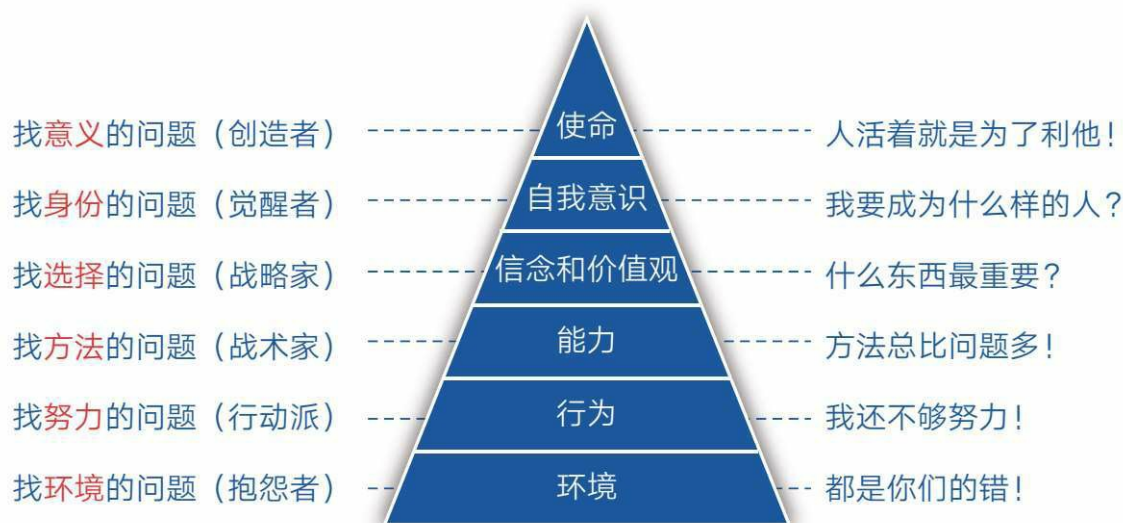 使命
找意义的问题（创造者）
人活着就是为了利他！
自我意识
找身份的问题（觉醒者）
我要成为什么样的人？
信念和价值观
找选择的问题（战略家）
什么东西最重要？
能力
找方法的问题（战术家）
方法总比问题多！
行为
找努力的问题（行动派）
我还不够努力！
环境
找环境的问题（抱怨者）
都是你们的错！